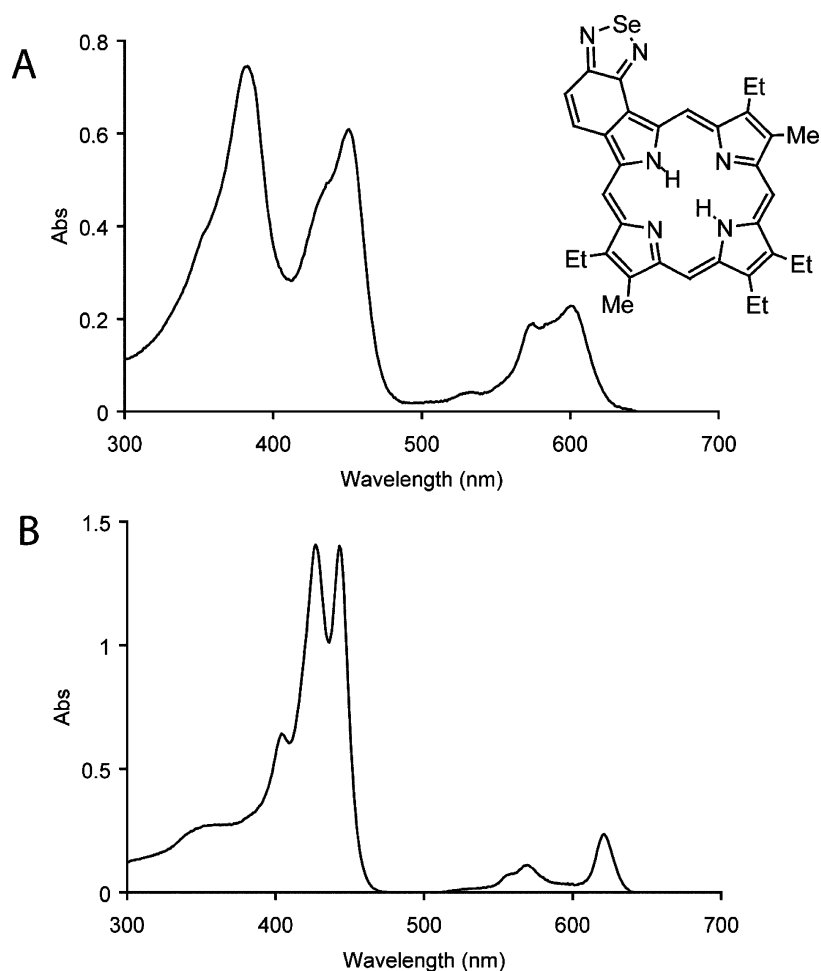 A
0.8
0.6
0.4
0.2
0
Abs
300 400 500 600 700
Wavelength (nm)
Se
N N
Et
Me
N N
H
H
N N
Et
Et
Me
Et
B
1.5
1
0.5
0
Abs
300 400 500 600 700
Wavelength (nm)